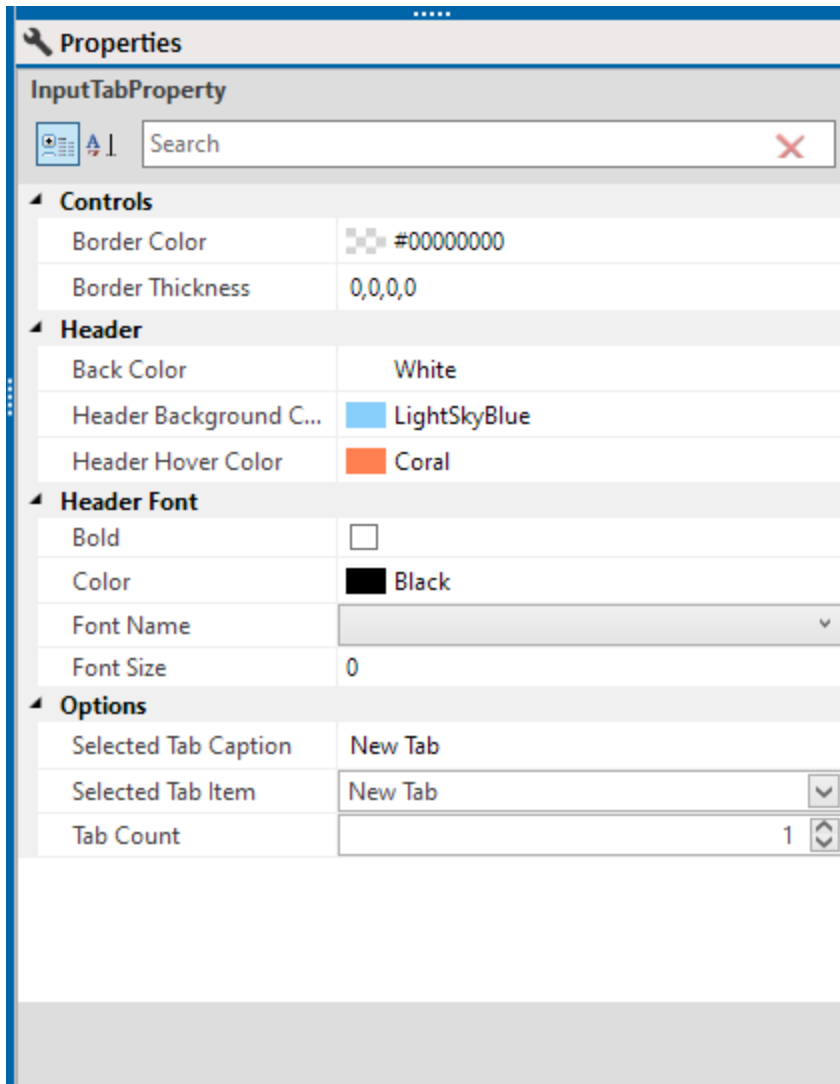 Properties
InputTabProperty
Search
Controls
Border Color #00000000
Border Thickness 0,0,0,0
Header
Back Color White
Header Background C... LightSkyBlue
Header Hover Color Coral
Header Font
Bold
Color Black
Font Name
Font Size 0
Options
Selected Tab Caption New Tab
Selected Tab Item New Tab
Tab Count 1